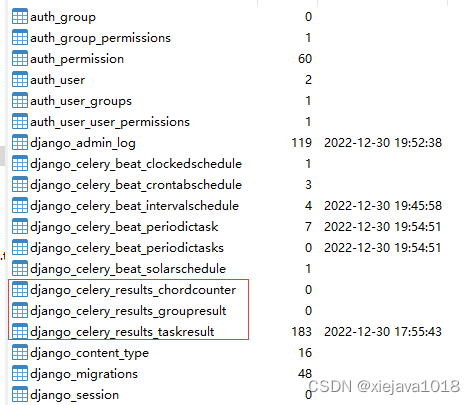 auth_group 0
auth_group_permissions 1
auth_permission 60
auth_user 2
auth_user_groups 1
auth_user_user_permissions 1
django_admin_log 119 2022-12-30 19:52:38
django_celery_beat_clockedschedule 1
django_celery_beat_crontabschedule 3
django_celery_beat_intervalschedule 4 2022-12-30 19:45:58
django_celery_beat_periodictask 7 2022-12-30 19:54:51
django_celery_beat_periodictasks 0 2022-12-30 19:54:51
django_celery_beat_solarschedule 1
django_celery_results_chordcounter 0
django_celery_results_groupresult 0
django_celery_results_taskresult 183 2022-12-30 17:55:43
django_content_type 16
django_migrations 48
django_session 0
CSDN @xiejava1018